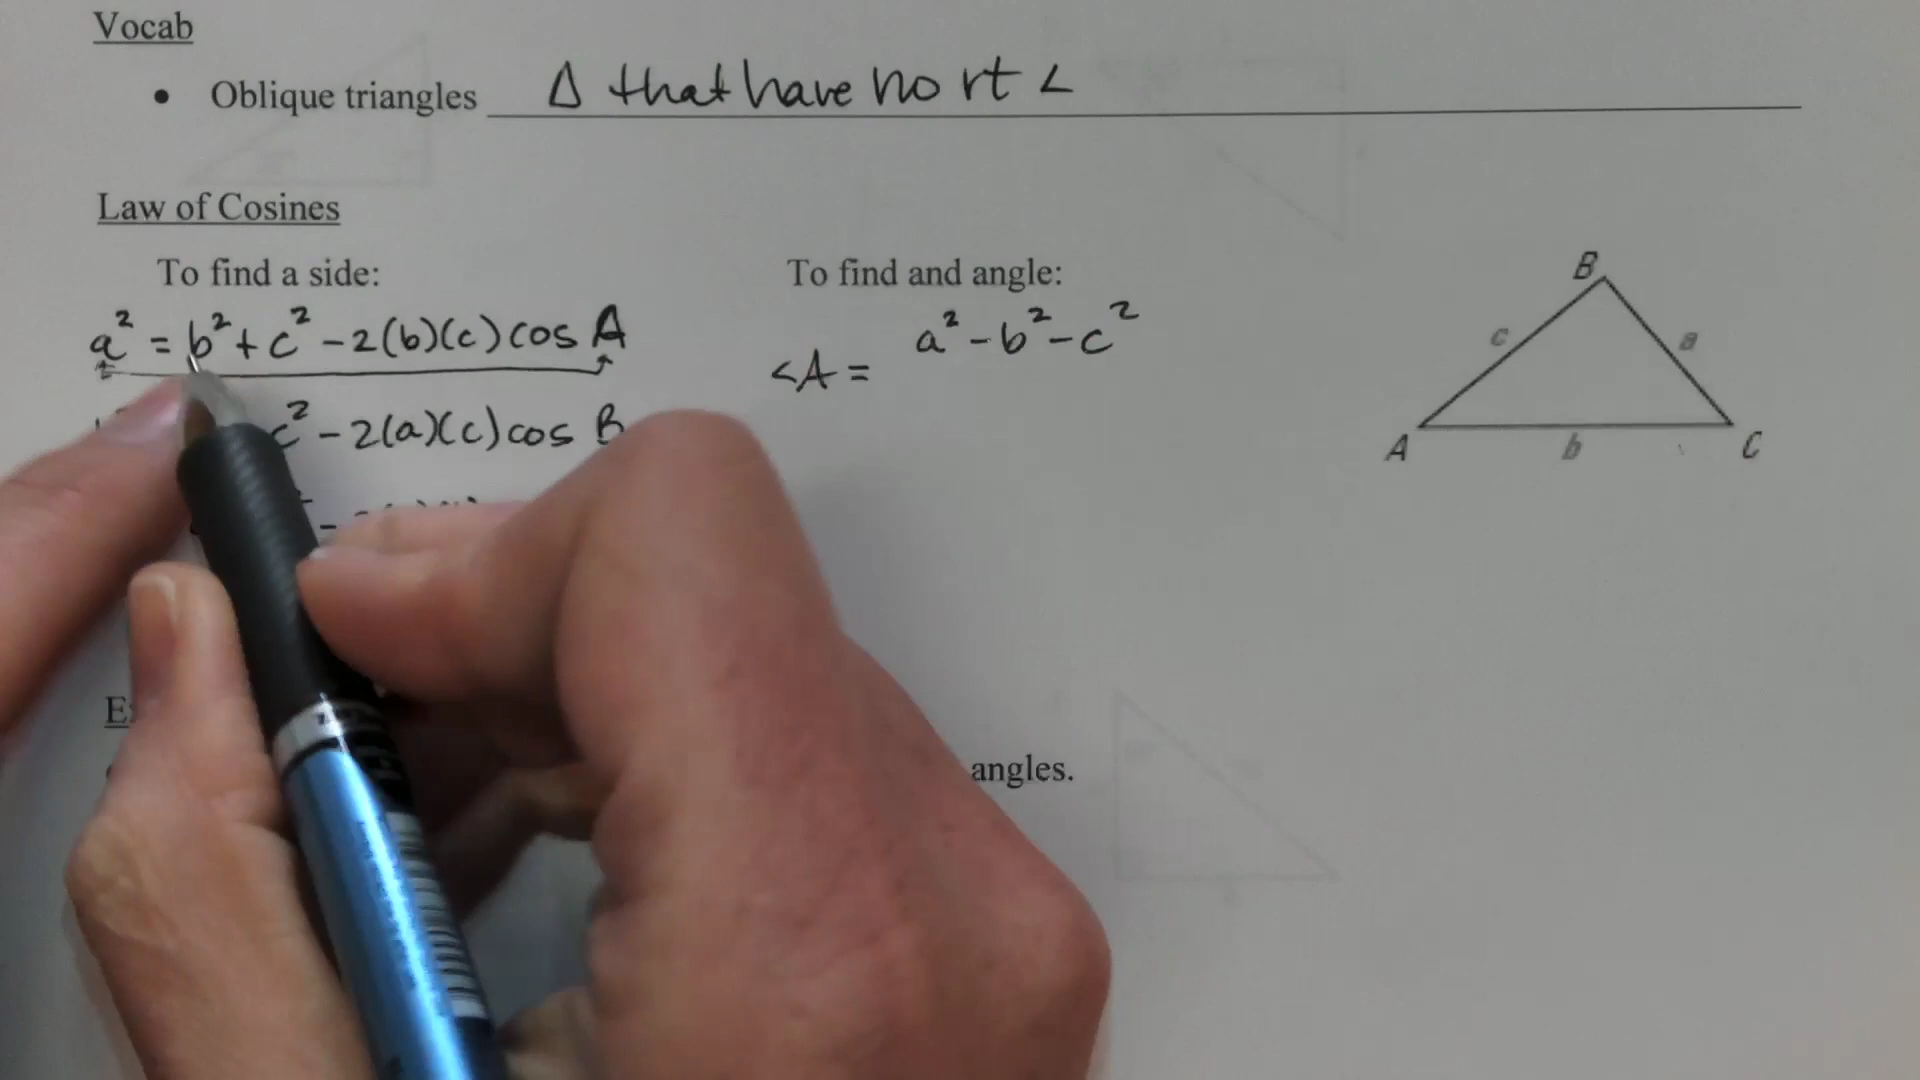 Vocab
• Oblique triangles Δ that have no rt <
Law of Cosines
To find a side:
To find and angle:
a² = b² + c² - 2(b)(c) cos A
<A = a² - b² - c²
c² - 2(a)(c) cos B
B
c
a
A
b
C
angles.